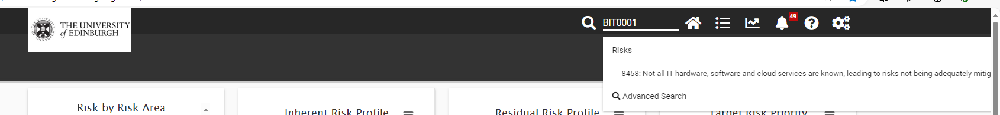 THE UNIVERSITY
of EDINBURGH
BIT0001
49
Risks
8458: Not all IT hardware, software and cloud services are known, leading to risks not being adequately mitig
Advanced Search
Risk by Risk Area
Inherent Risk Profile
Residual Risk Profile
Target Risk Priority